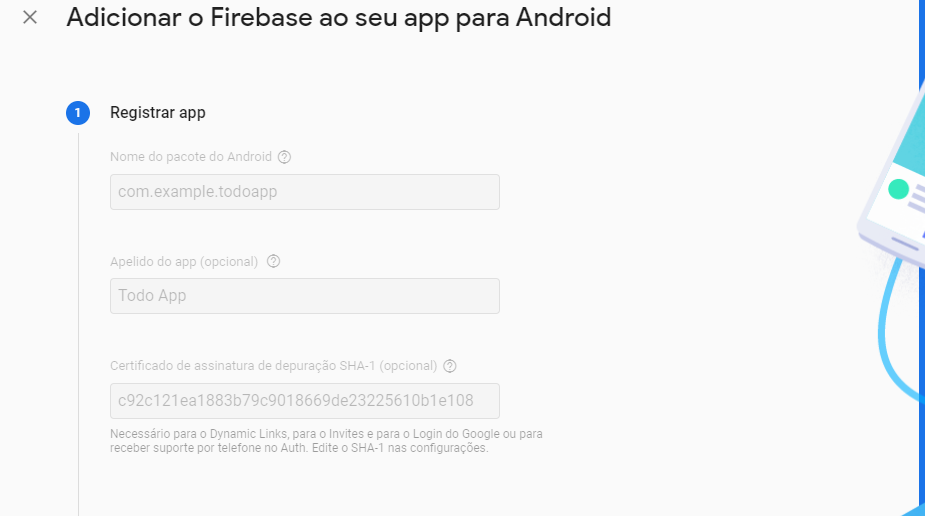 Adicionar o Firebase ao seu app para Android
1 Registrar app
Nome do pacote do Android
com.example.todoapp
Apelido do app (opcional)
Todo App
Certificado de assinatura de depuração SHA-1 (opcional)
c92c121ea1883b79c9018669de23225610b1e108
Necessário para o Dynamic Links, para o Invites e para o Login do Google ou para
receber suporte por telefone no Auth. Edite o SHA-1 nas configurações.